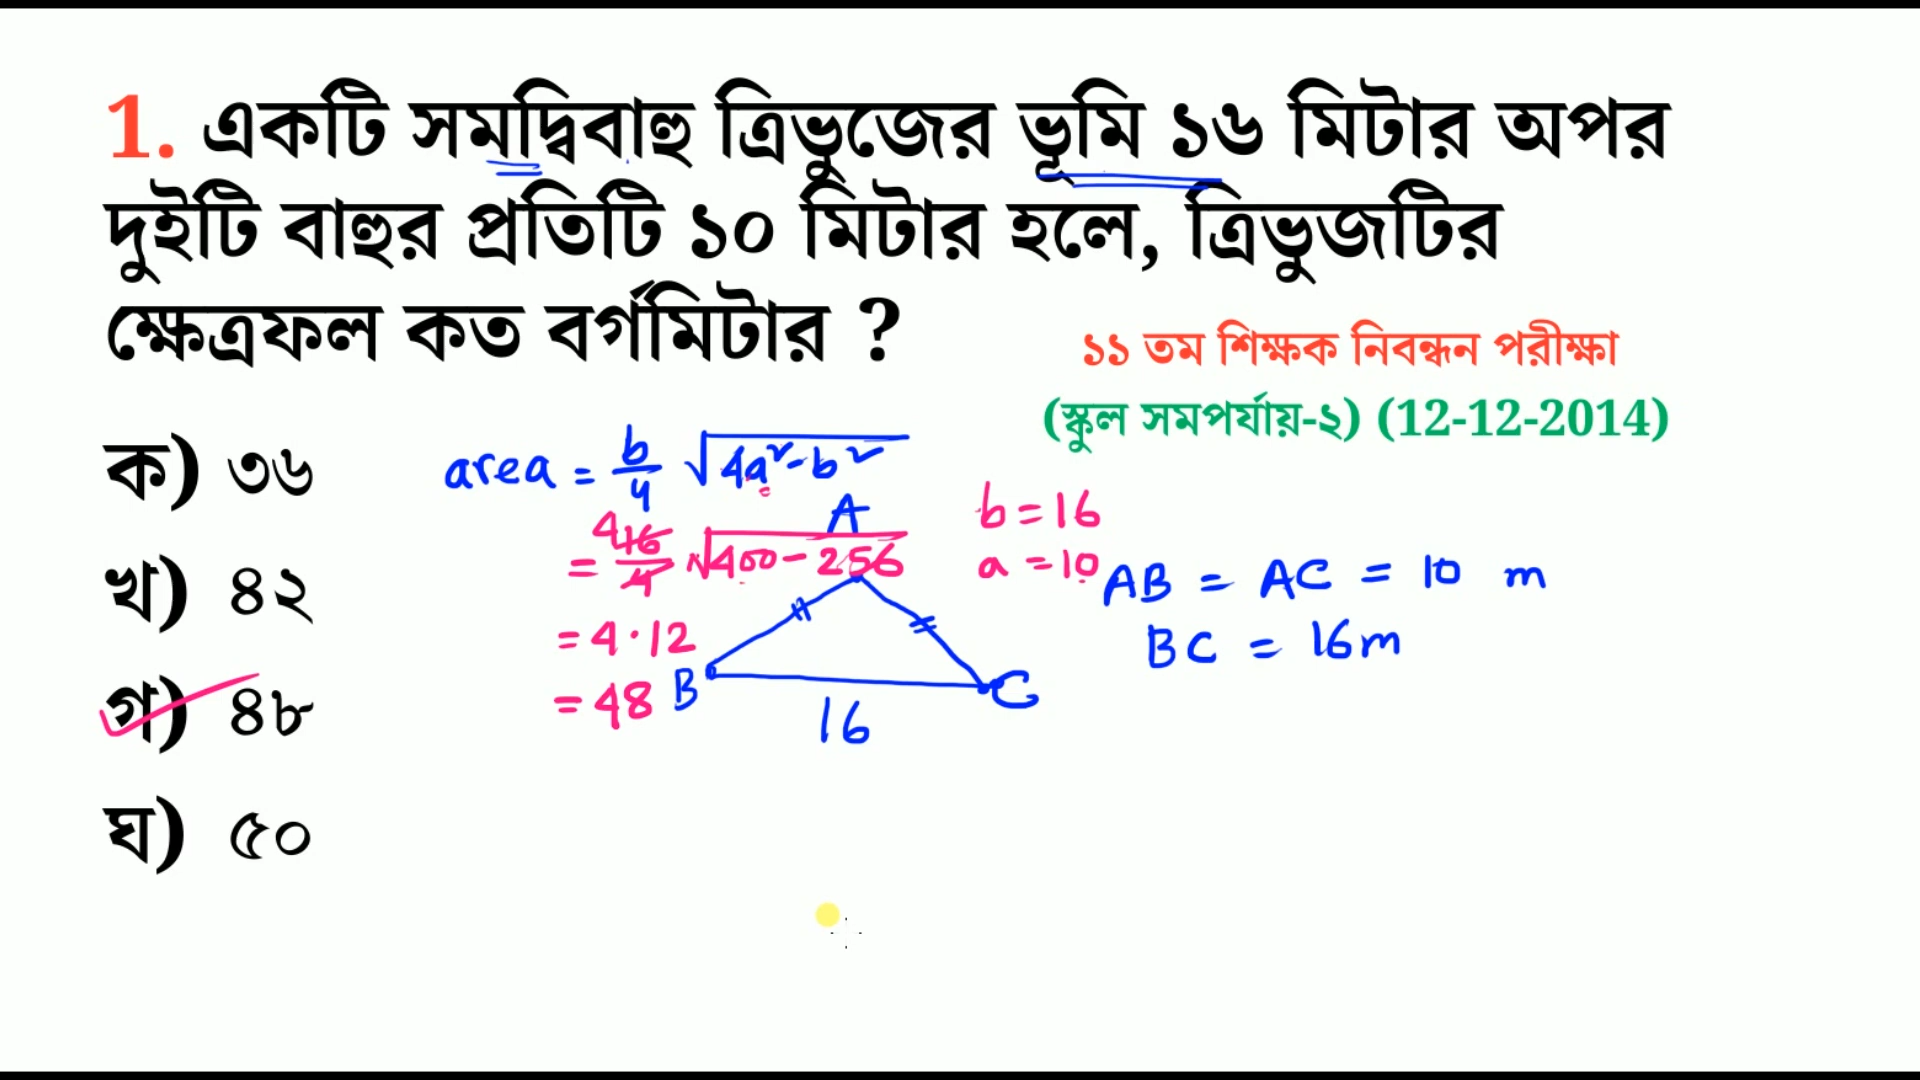 1. একটি সমদ্বিবাহু ত্রিভুজের ভূমি ১৬ মিটার অপর
দুইটি বাহুর প্রতিটি ১০ মিটার হলে, ত্রিভুজটির
ক্ষেত্রফল কত বর্গমিটার ?
১১ তম শিক্ষক নিবন্ধন পরীক্ষা
(স্কুল সমপর্যায়-২) (12-12-2014)
ক) ৩৬
খ) ৪২
গ) ৪৮
ঘ) ৫০
area = b/4 √4a²-b²
= 4 16/4 √400-256
= 4·12
= 48
A
B
C
16
b = 16
a = 10
AB = AC = 10 m
BC = 16m